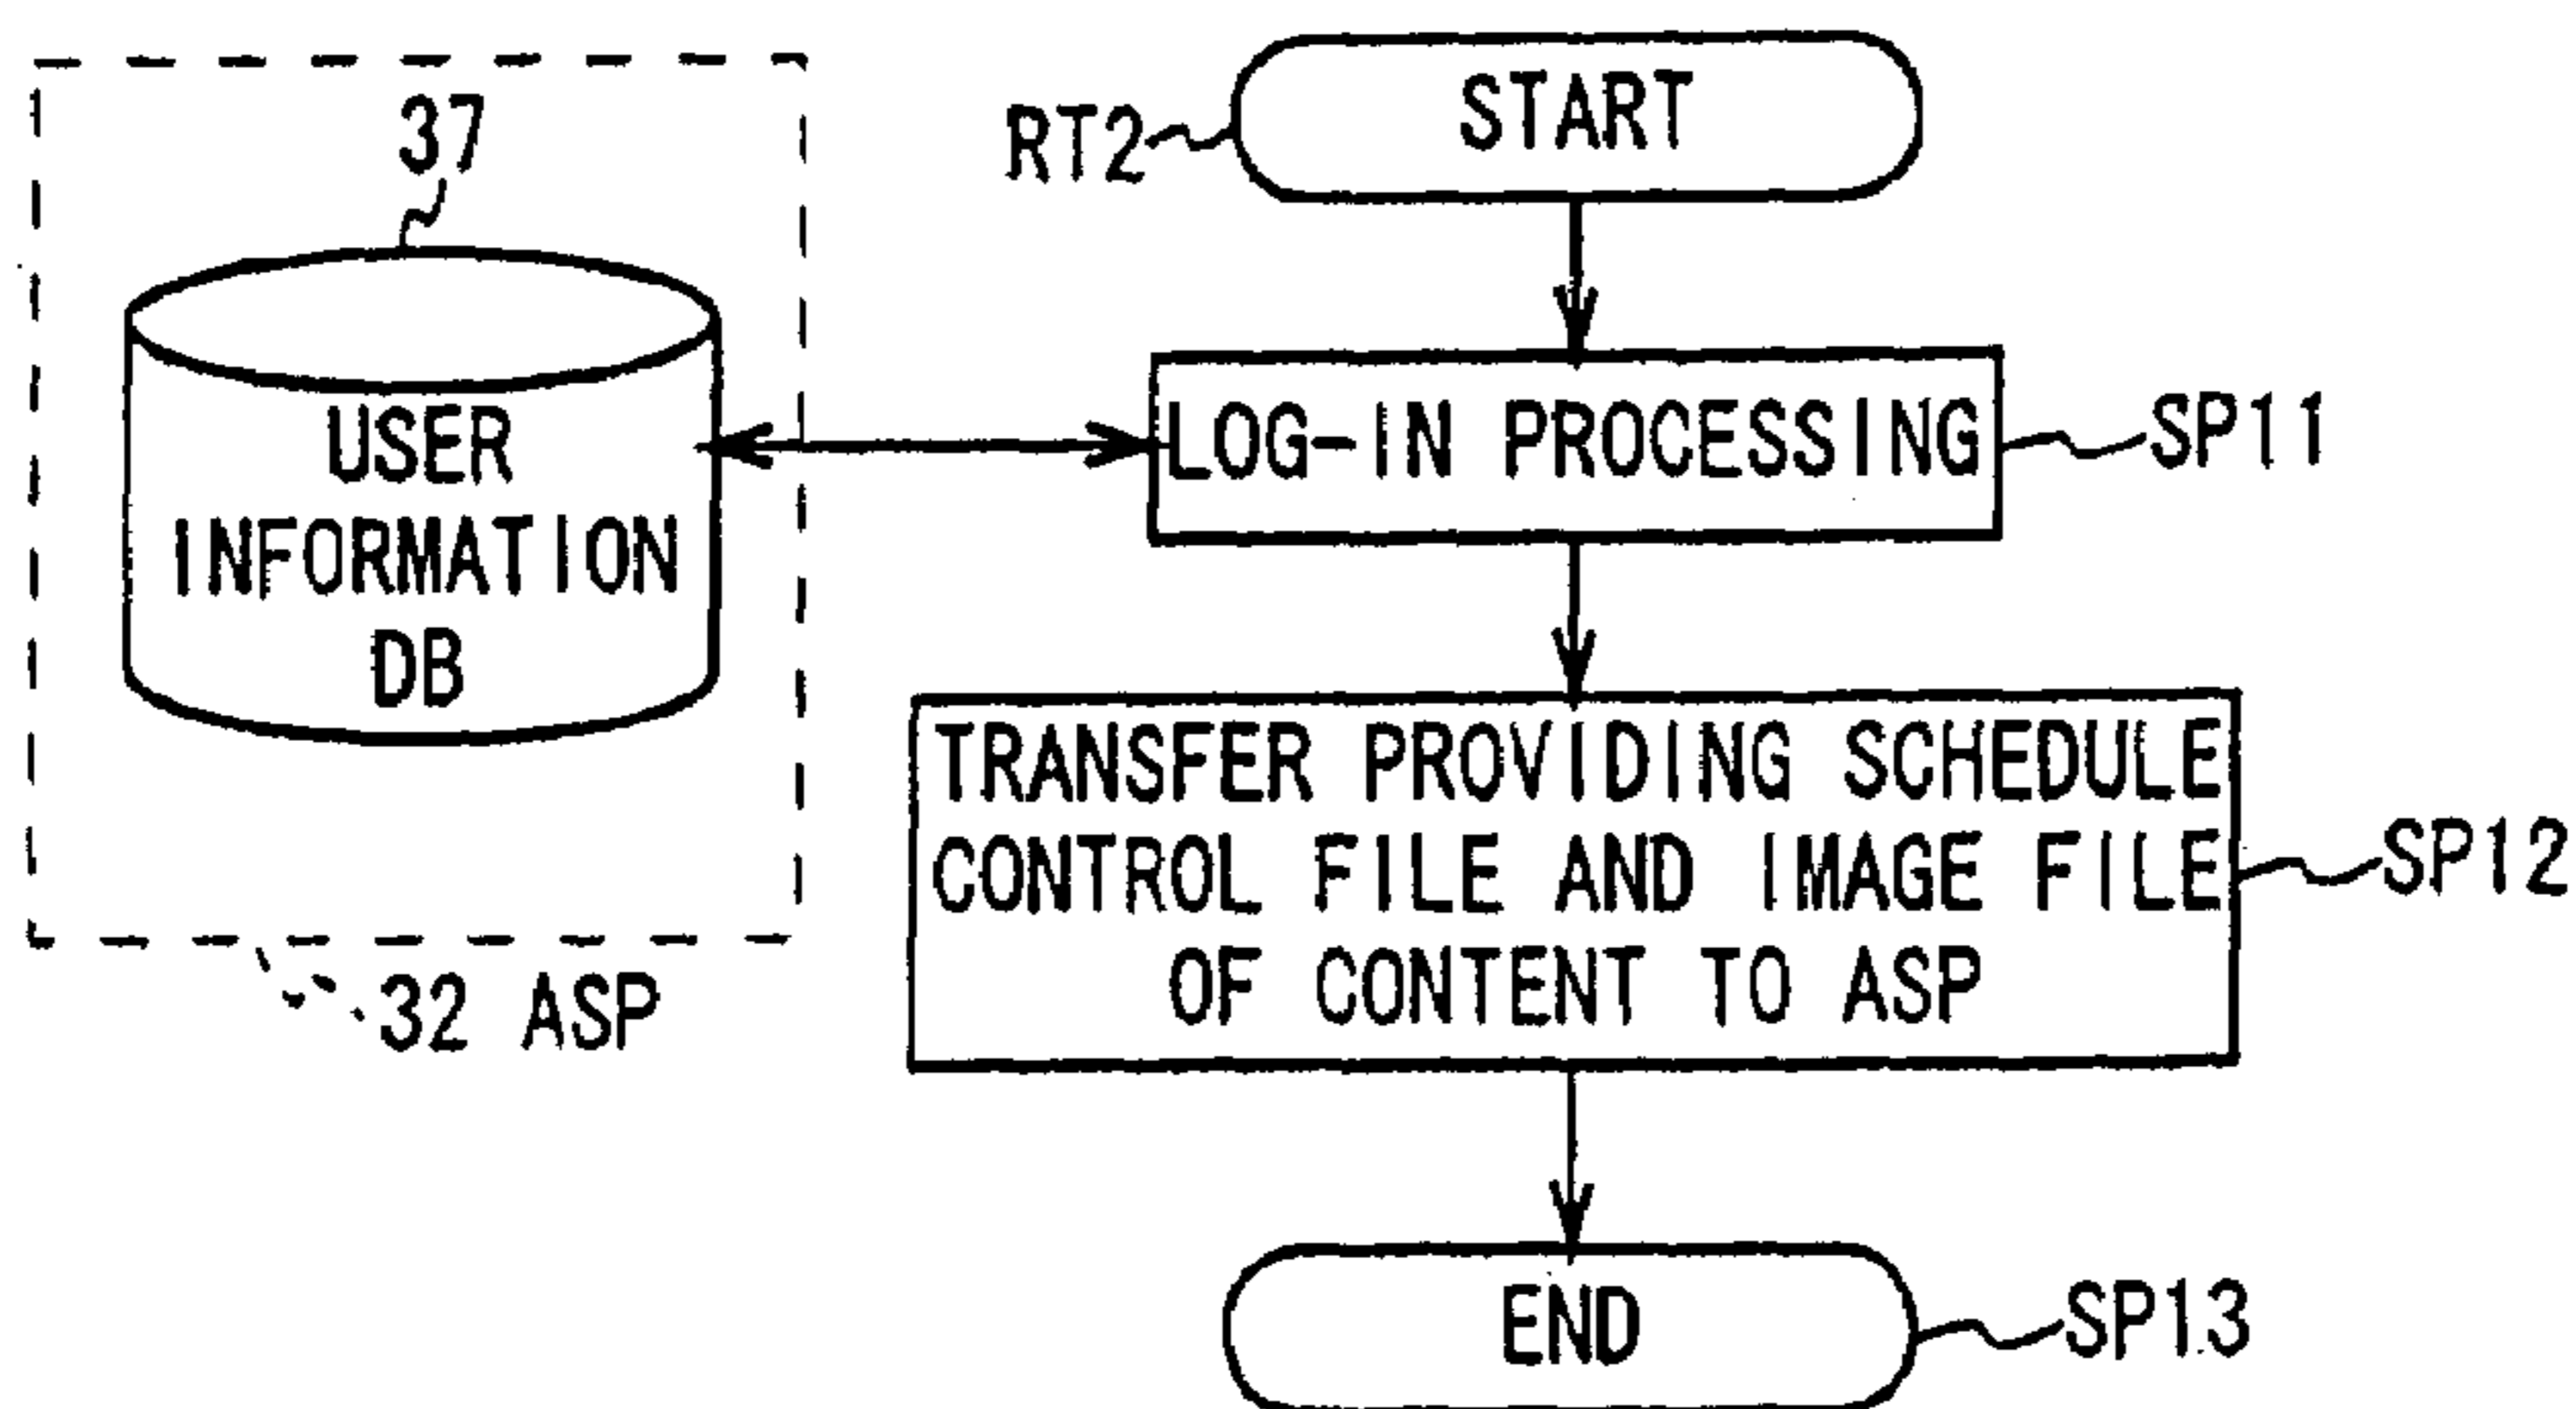 37
USER
INFORMATION
DB
32 ASP
RT2
START
LOG-IN PROCESSING
SP11
TRANSFER PROVIDING SCHEDULE
CONTROL FILE AND IMAGE FILE
OF CONTENT TO ASP
SP12
END
SP13